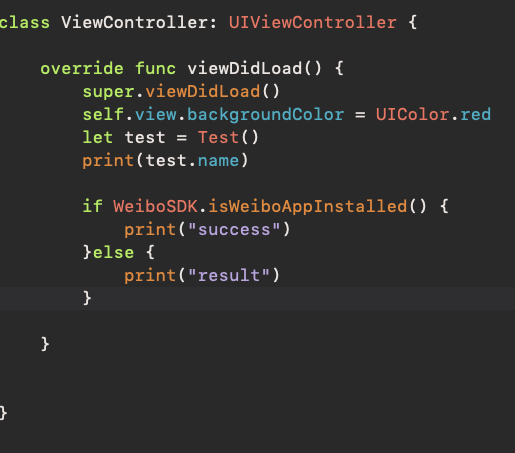 class ViewController: UIViewController {
override func viewDidLoad() {
super.viewDidLoad()
self.view.backgroundColor = UIColor.red
let test = Test()
print(test.name)
if WeiboSDK.isWeiboAppInstalled() {
print("success")
}else {
print("result")
}
}
}